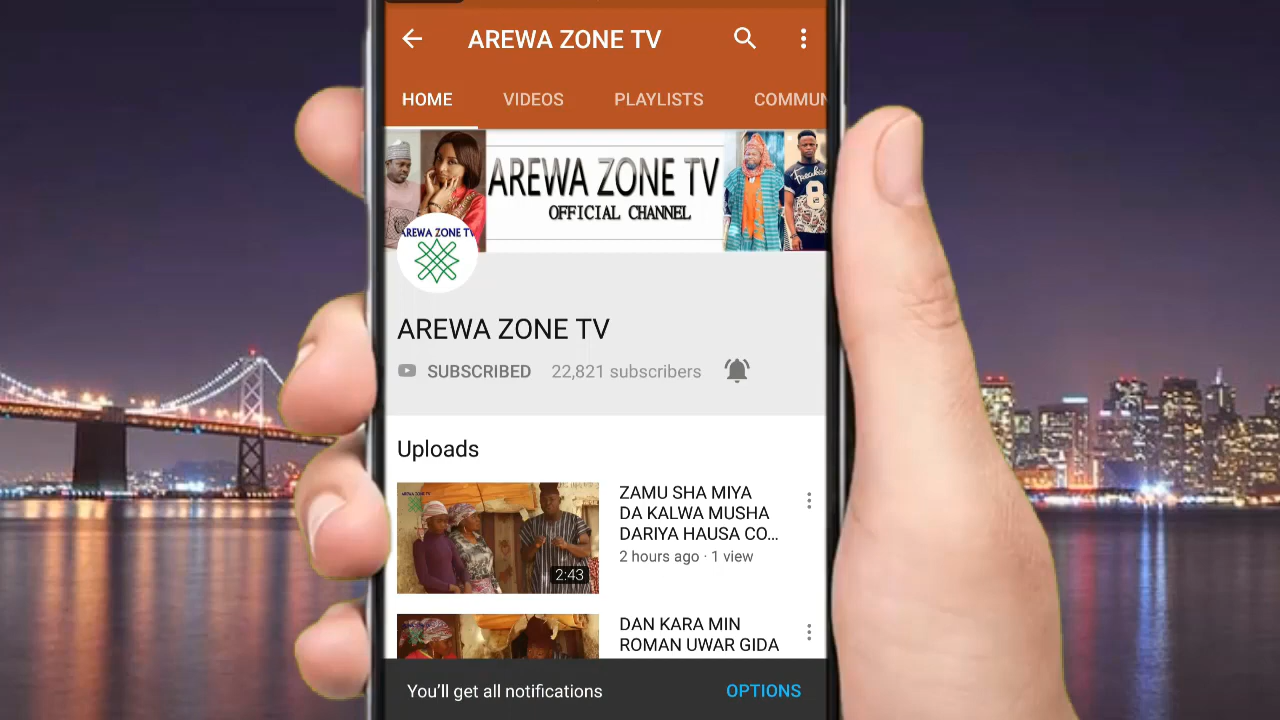 AREWA ZONE TV
HOME VIDEOS PLAYLISTS COMMUN
AREWA ZONE TV
OFFICIAL CHANNEL
AREWA ZONE TV
AREWA ZONE TV
SUBSCRIBED 22,821 subscribers
Uploads
ZAMU SHA MIYA
DA KALWA MUSHA
DARIYA HAUSA CO...
2 hours ago · 1 view
2:43
DAN KARA MIN
ROMAN UWAR GIDA
You'll get all notifications OPTIONS